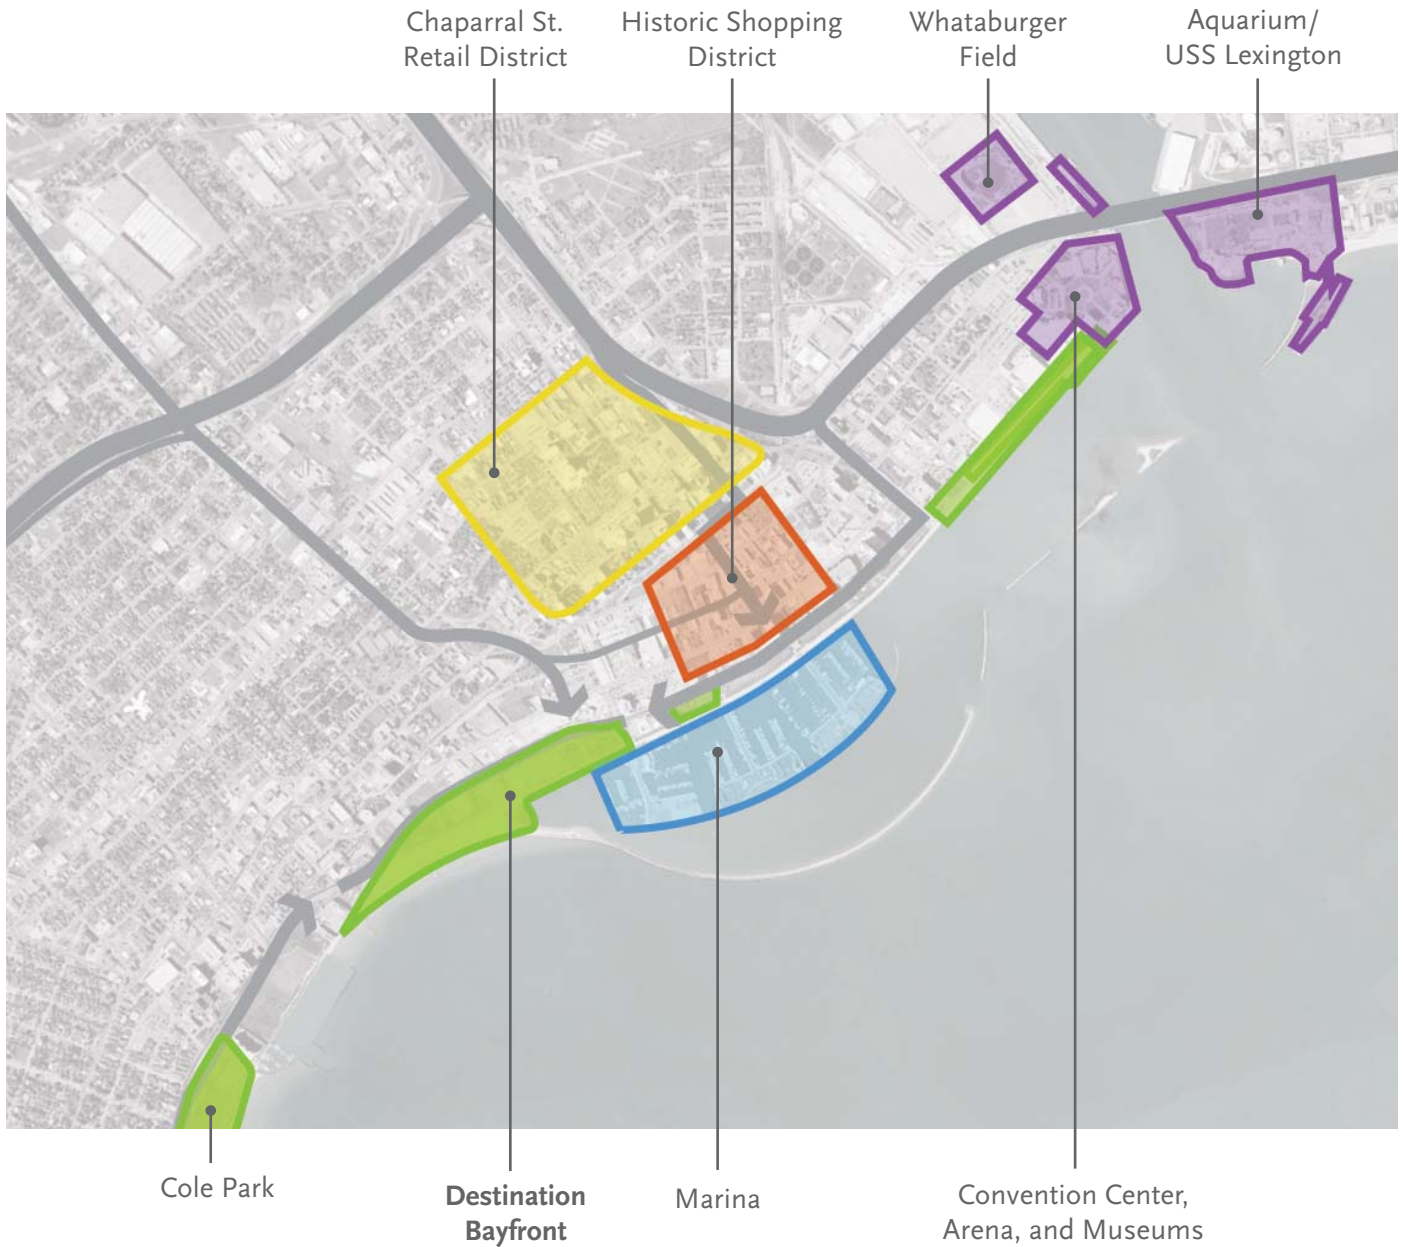 Chaparral St.
Retail District
Historic Shopping
District
Whataburger
Field
Aquarium/
USS Lexington
Cole Park
Destination
Bayfront
Marina
Convention Center,
Arena, and Museums